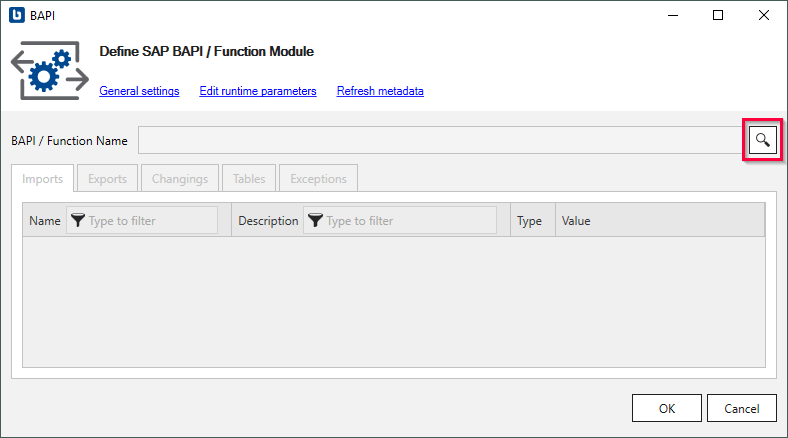 BAPI
Define SAP BAPI / Function Module
General settings Edit runtime parameters Refresh metadata
BAPI / Function Name
Imports Exports Changings Tables Exceptions
Name Type to filter Description Type to filter Type Value
OK Cancel